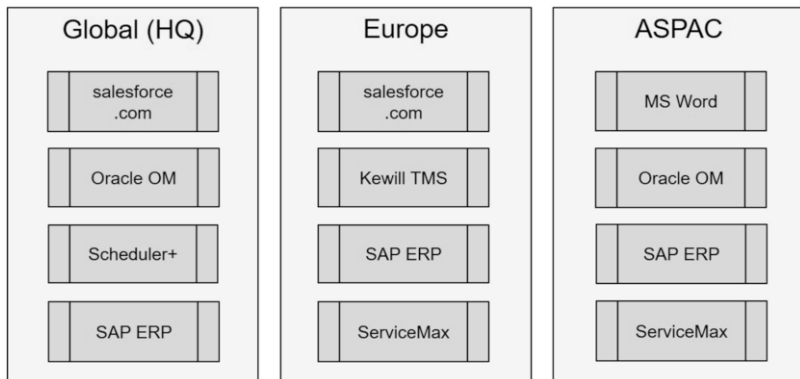 Global (HQ)
salesforce
.com
Oracle OM
Scheduler+
SAP ERP
Europe
salesforce
.com
Kewill TMS
SAP ERP
ServiceMax
ASPAC
MS Word
Oracle OM
SAP ERP
ServiceMax